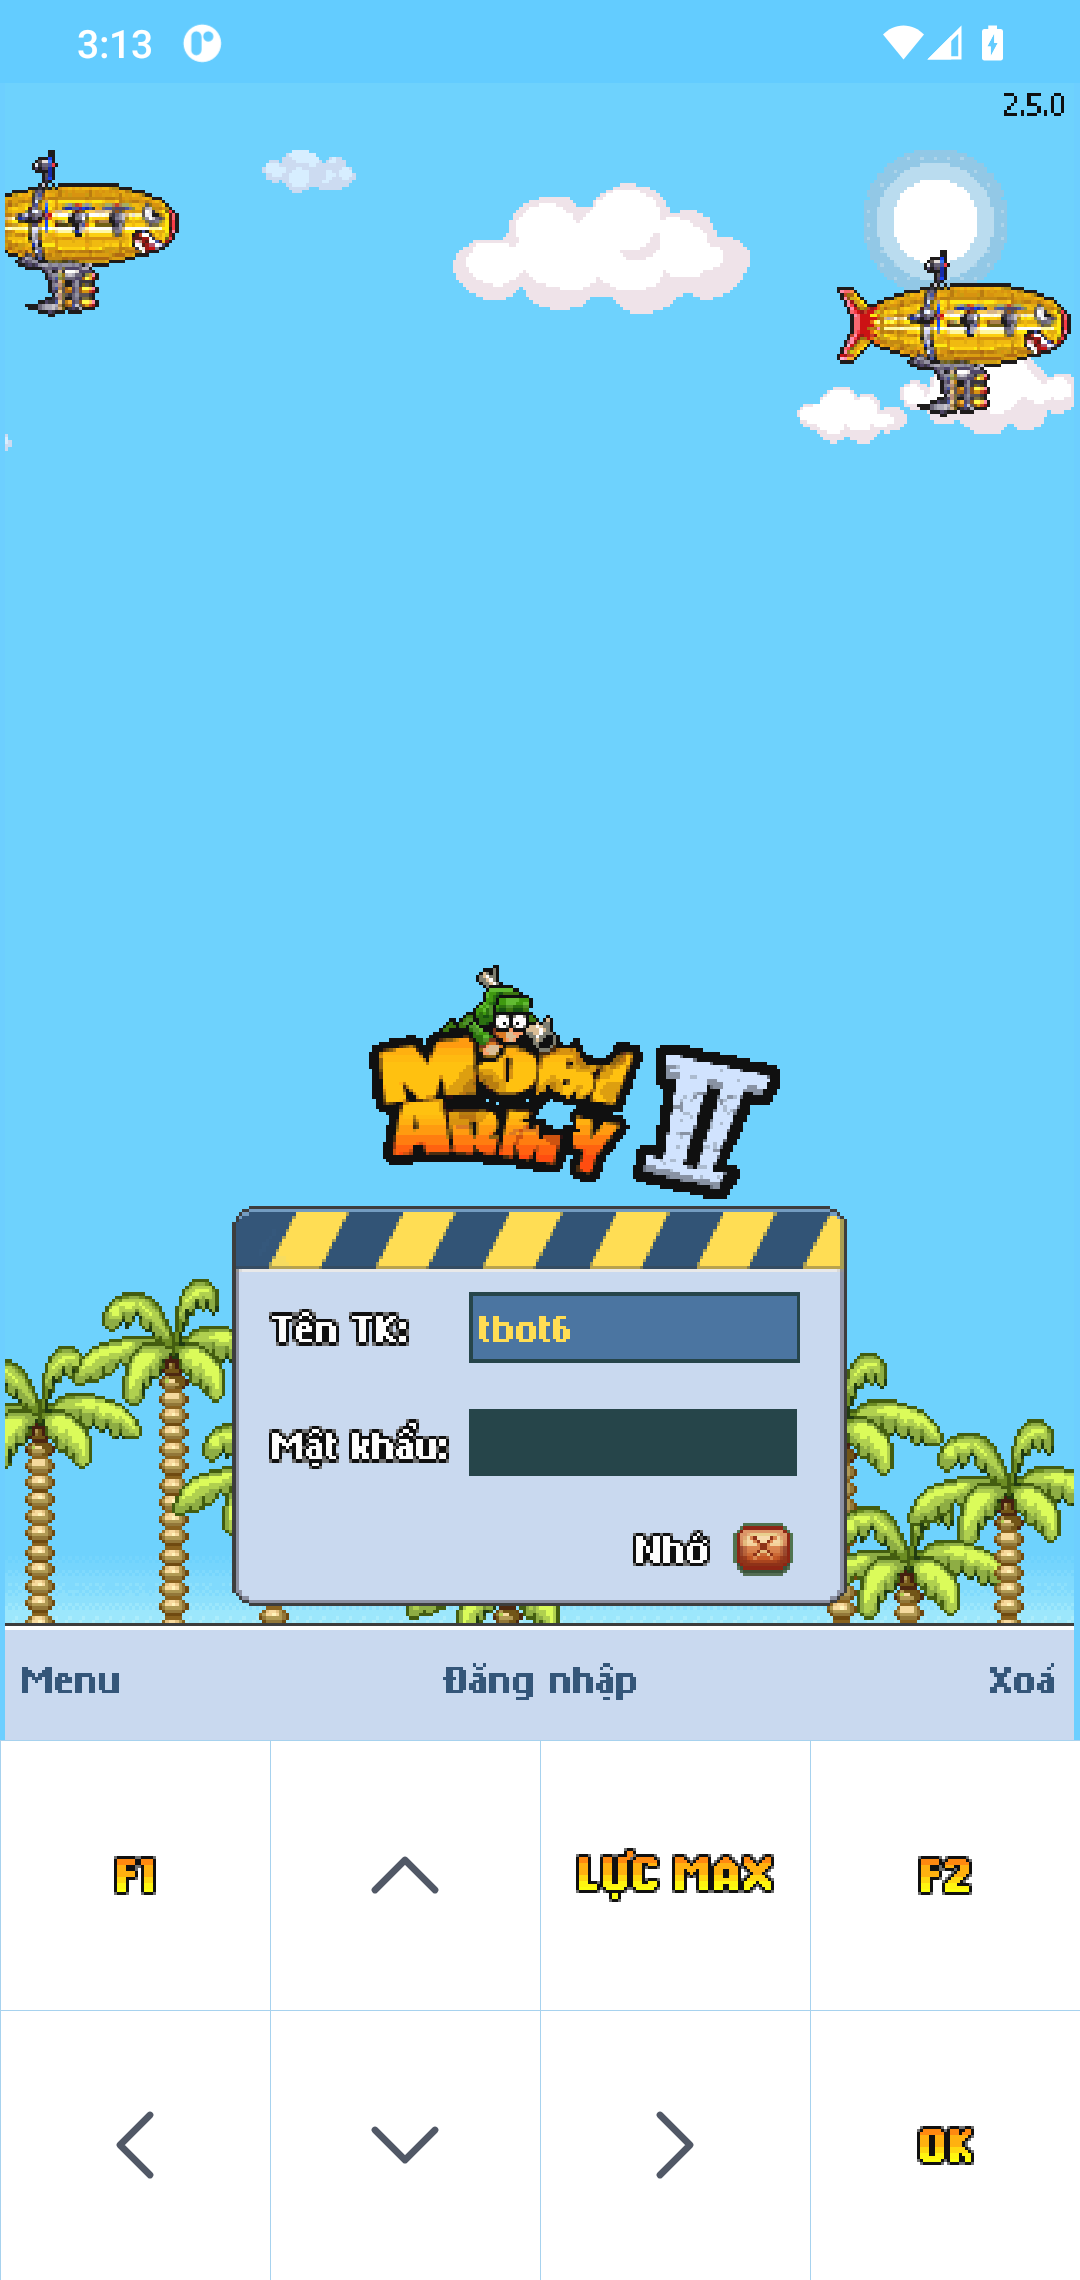 3:13
2.5.0
MOBI
ARMY II
Tên TK: tbot6
Mật khẩu:
Nhớ
Menu Đăng nhập Xoá
F1 LỰC MAX F2
OK